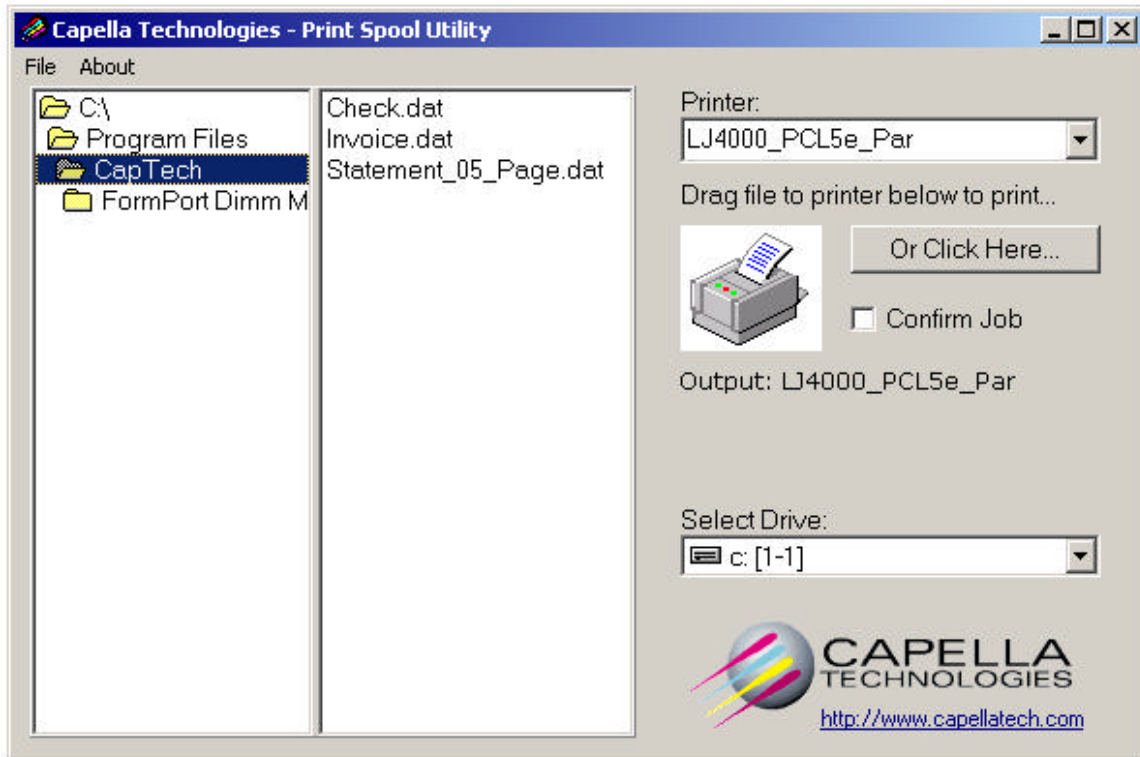 Capella Technologies - Print Spool Utility
File About
C:\
Program Files
CapTech
FormPort Dimm M
Check.dat
Invoice.dat
Statement_05_Page.dat
Printer:
LJ4000_PCL5e_Par
Drag file to printer below to print...
Or Click Here...
Confirm Job
Output: LJ4000_PCL5e_Par
Select Drive:
c: [1-1]
CAPELLA
TECHNOLOGIES
http://www.capellatech.com